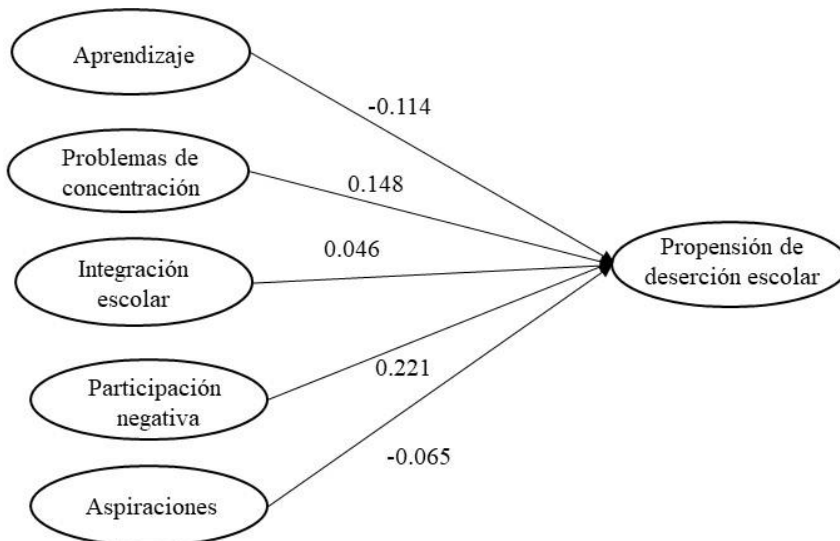 Aprendizaje
-0.114
Problemas de
concentración
0.148
Integración
escolar
0.046
Propensión de
deserción escolar
Participación
negativa
0.221
-0.065
Aspiraciones